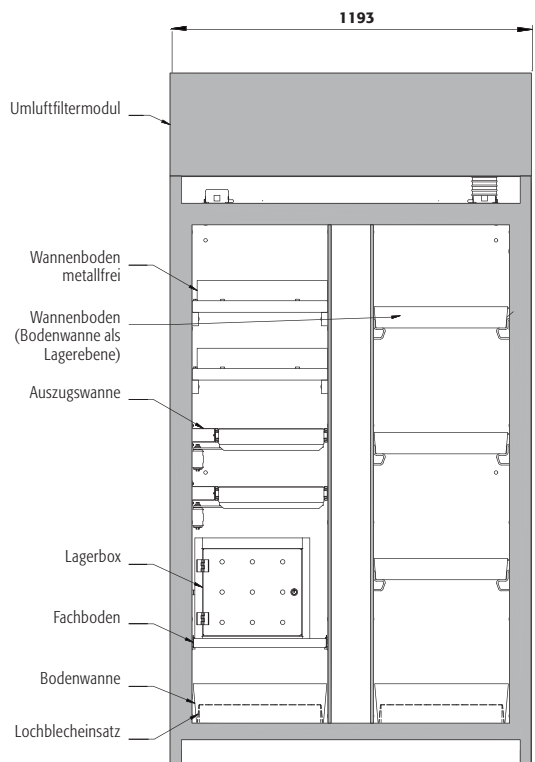 1193
Umluftfiltermodul
Wannenboden
metallfrei
Wannenboden
(Bodenwanne als
Lagerebene)
Auszugswanne
Lagerbox
Fachboden
Bodenwanne
Lochblecheinsatz